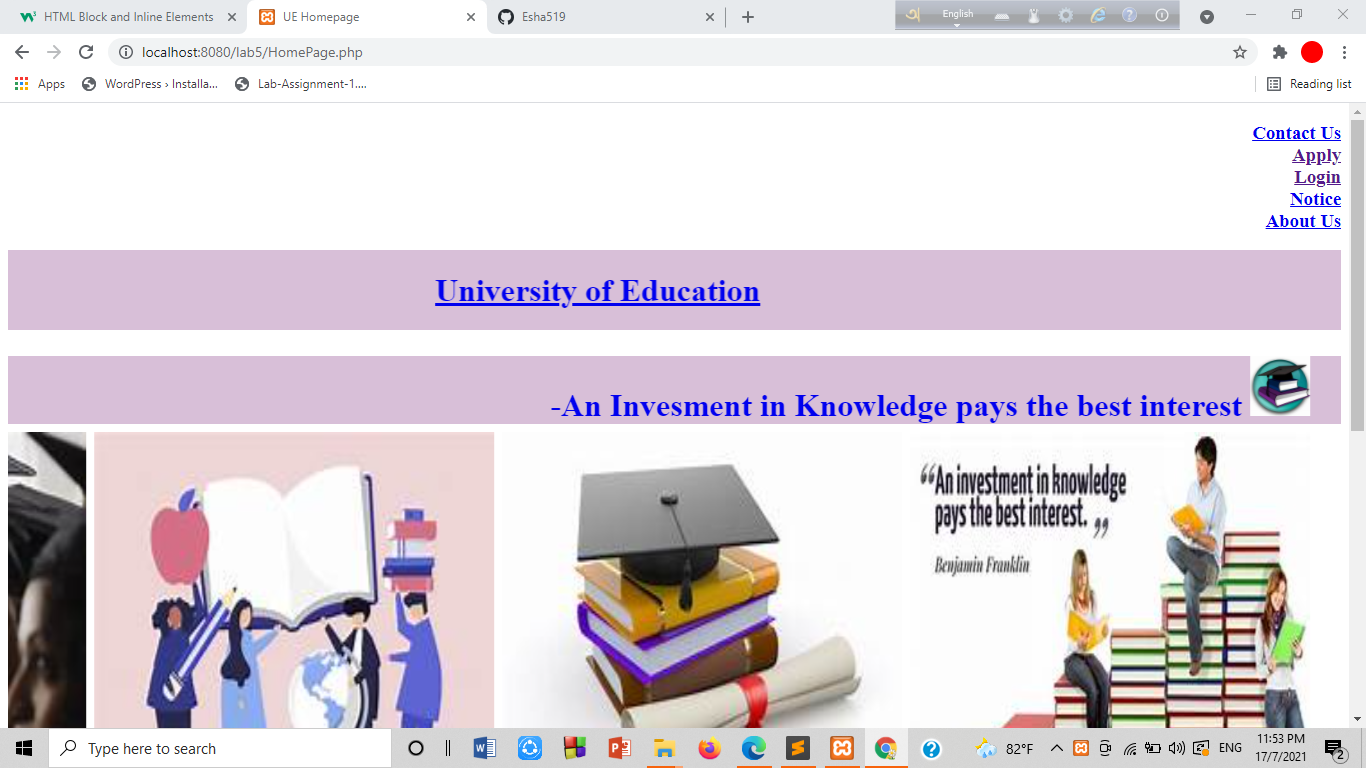 HTML Block and Inline Elements
UE Homepage
Esha519
English
localhost:8080/lab5/HomePage.php
Apps
WordPress › Installa...
Lab-Assignment-1....
Reading list
Contact Us
Apply
Login
Notice
About Us
University of Education
-An Invesment in Knowledge pays the best interest
“An investment in knowledge
pays the best interest.”
Benjamin Franklin
Type here to search
82°F
ENG
11:53 PM
17/7/2021
2